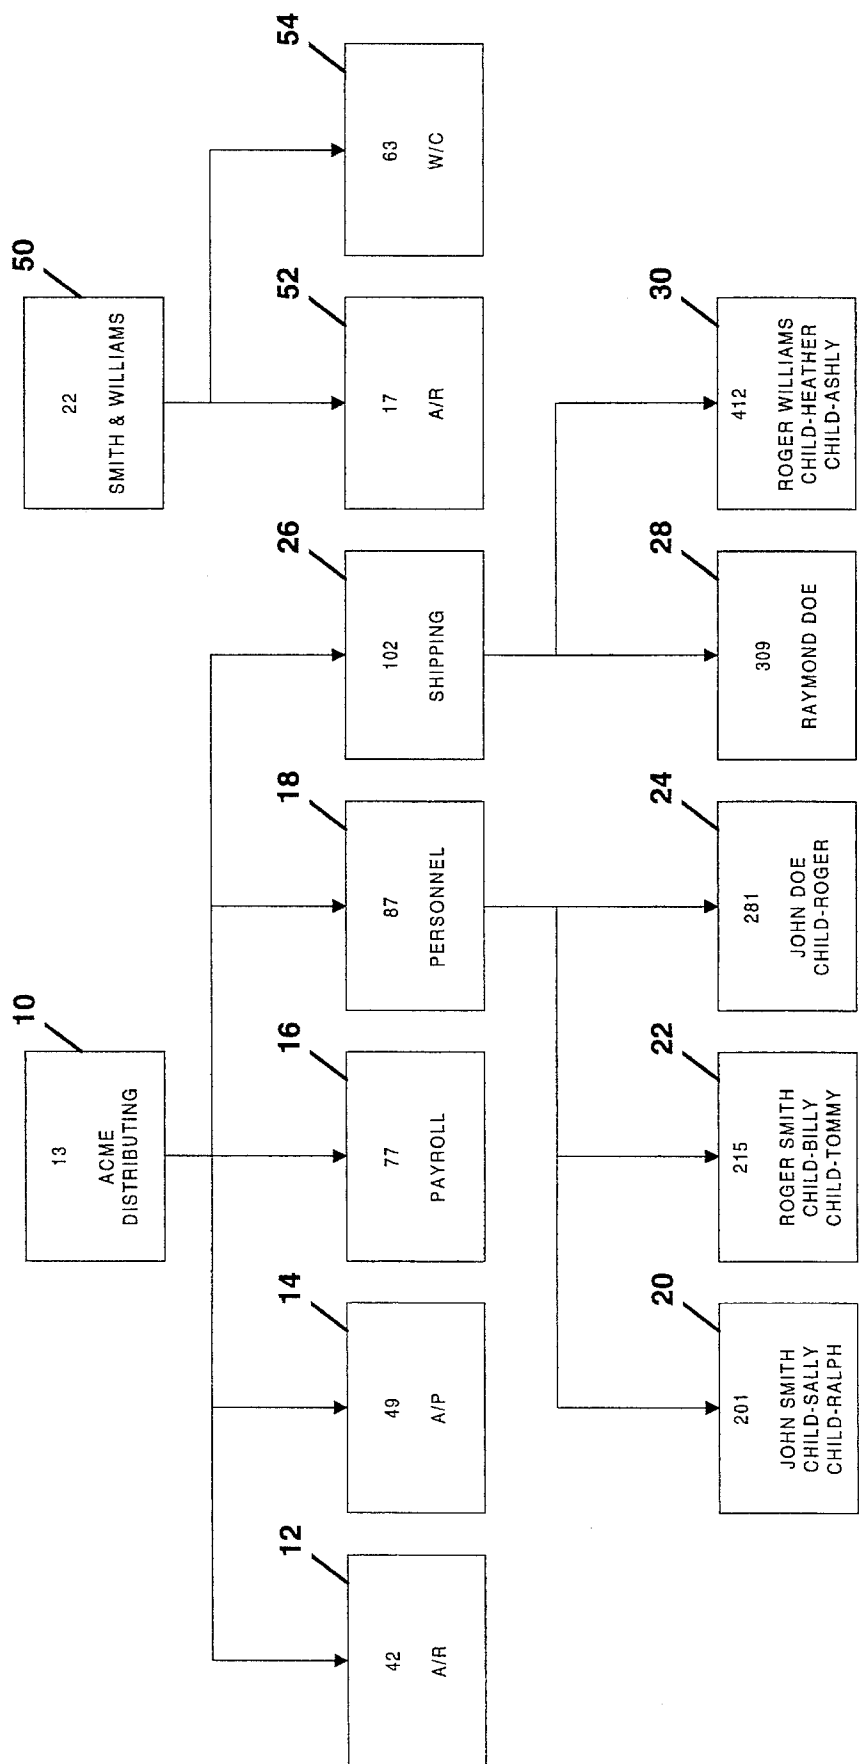 10
13
ACME
DISTRIBUTING
50
22
SMITH & WILLIAMS
12
42
A/R
14
49
A/P
16
77
PAYROLL
18
87
PERSONNEL
26
102
SHIPPING
52
17
A/R
54
63
W/C
20
201
JOHN SMITH
CHILD-SALLY
CHILD-RALPH
22
215
ROGER SMITH
CHILD-BILLY
CHILD-TOMMY
24
281
JOHN DOE
CHILD-ROGER
28
309
RAYMOND DOE
30
412
ROGER WILLIAMS
CHILD-HEATHER
CHILD-ASHLY